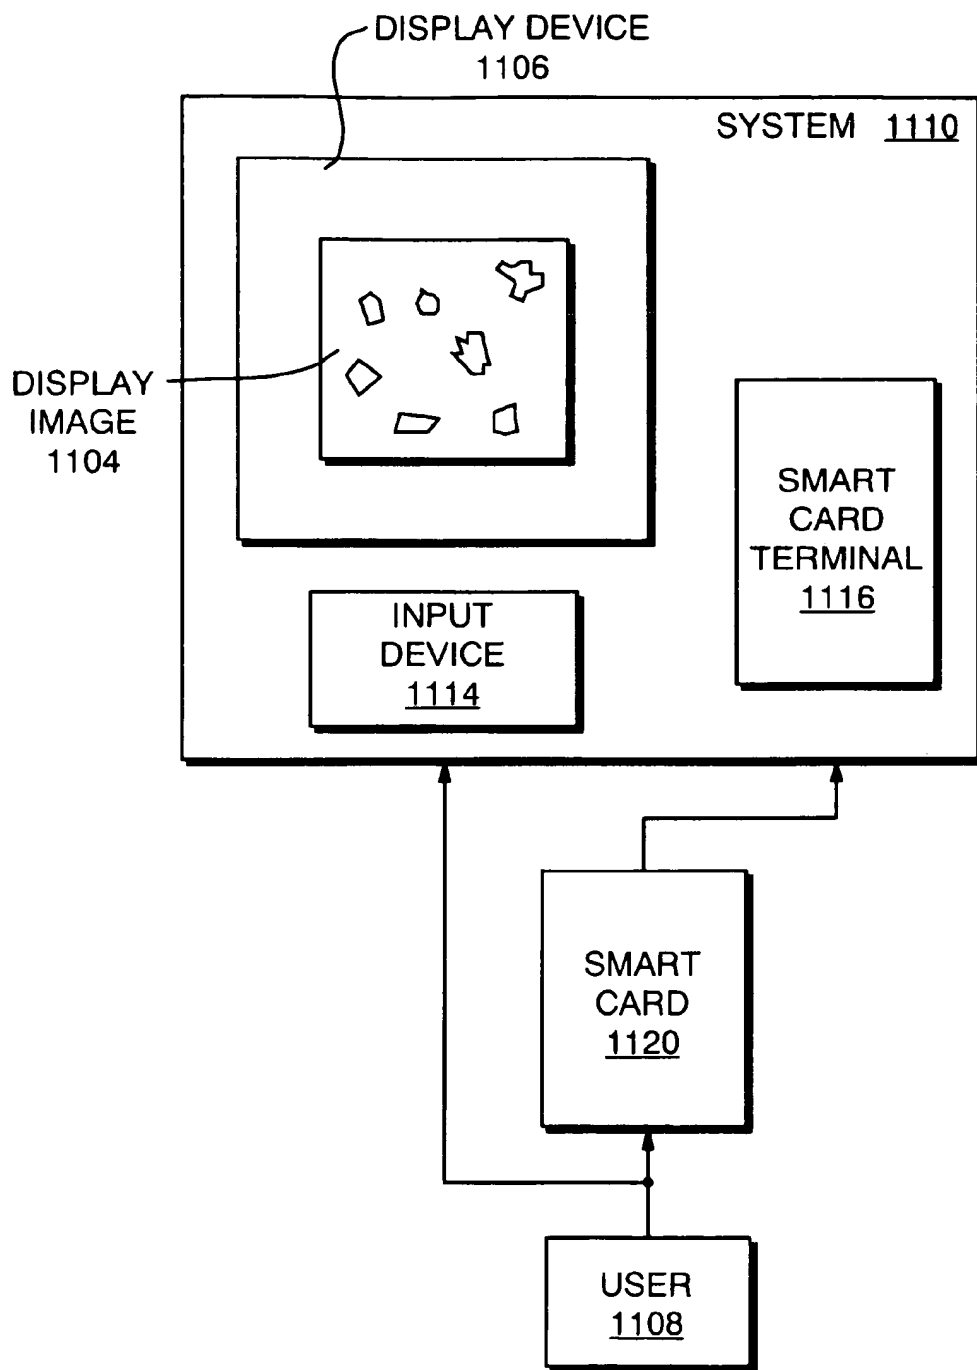 DISPLAY DEVICE
1106
SYSTEM 1110
DISPLAY
IMAGE
1104
SMART
CARD
TERMINAL
1116
INPUT
DEVICE
1114
SMART
CARD
1120
USER
1108